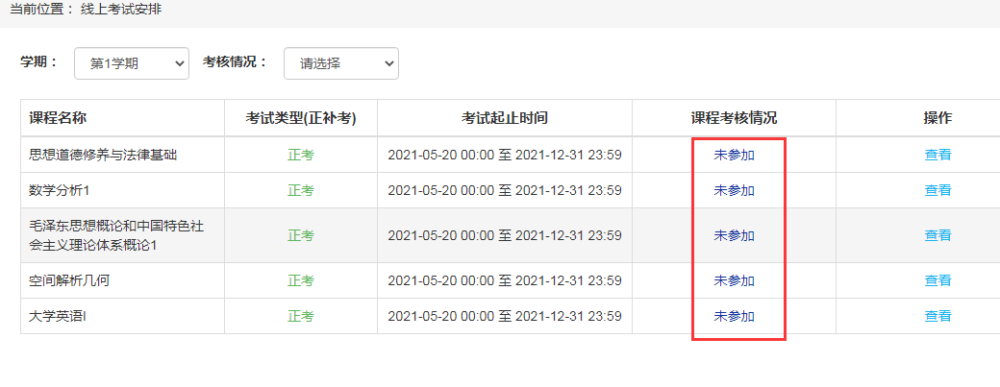 当前位置： 线上考试安排
学期： 第1学期 考核情况： 请选择
课程名称 考试类型(正补考) 考试起止时间 课程考核情况 操作
思想道德修养与法律基础 正考 2021-05-20 00:00 至 2021-12-31 23:59 未参加 查看
数学分析1 正考 2021-05-20 00:00 至 2021-12-31 23:59 未参加 查看
毛泽东思想概论和中国特色社
会主义理论体系概论1 正考 2021-05-20 00:00 至 2021-12-31 23:59 未参加 查看
空间解析几何 正考 2021-05-20 00:00 至 2021-12-31 23:59 未参加 查看
大学英语I 正考 2021-05-20 00:00 至 2021-12-31 23:59 未参加 查看